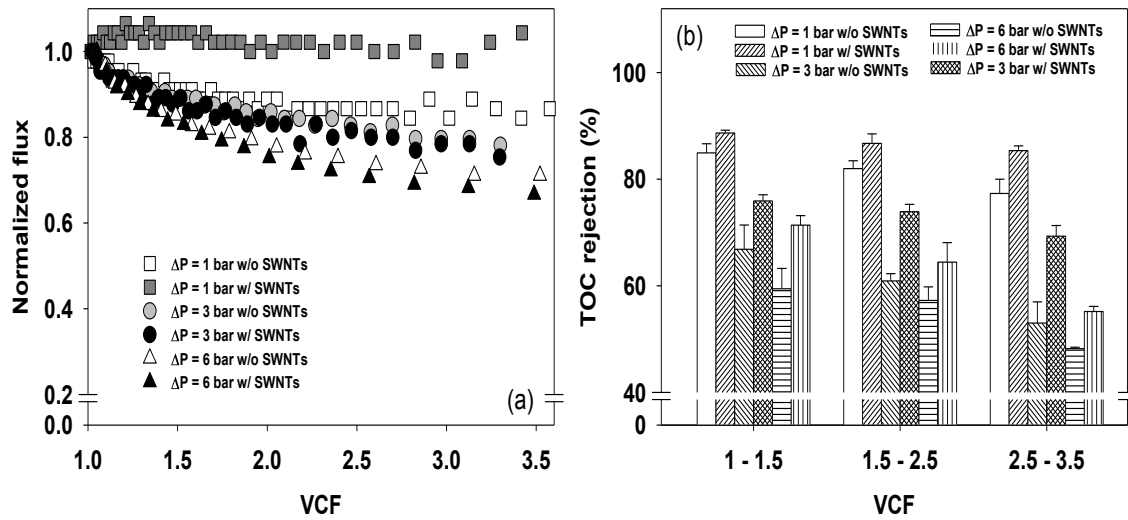 Normalized flux
1.0
0.8
0.6
0.4
0.2
0.0
ΔP = 1 bar w/o SWNTs
ΔP = 1 bar w/ SWNTs
ΔP = 3 bar w/o SWNTs
ΔP = 3 bar w/ SWNTs
ΔP = 6 bar w/o SWNTs
ΔP = 6 bar w/ SWNTs
(a)
1.0 1.5 2.0 2.5 3.0 3.5
VCF
(b)
ΔP = 1 bar w/o SWNTs
ΔP = 1 bar w/ SWNTs
ΔP = 3 bar w/o SWNTs
ΔP = 6 bar w/o SWNTs
ΔP = 6 bar w/ SWNTs
ΔP = 3 bar w/ SWNTs
TOC rejection (%)
100
80
60
40
0
1 - 1.5 1.5 - 2.5 2.5 - 3.5
VCF